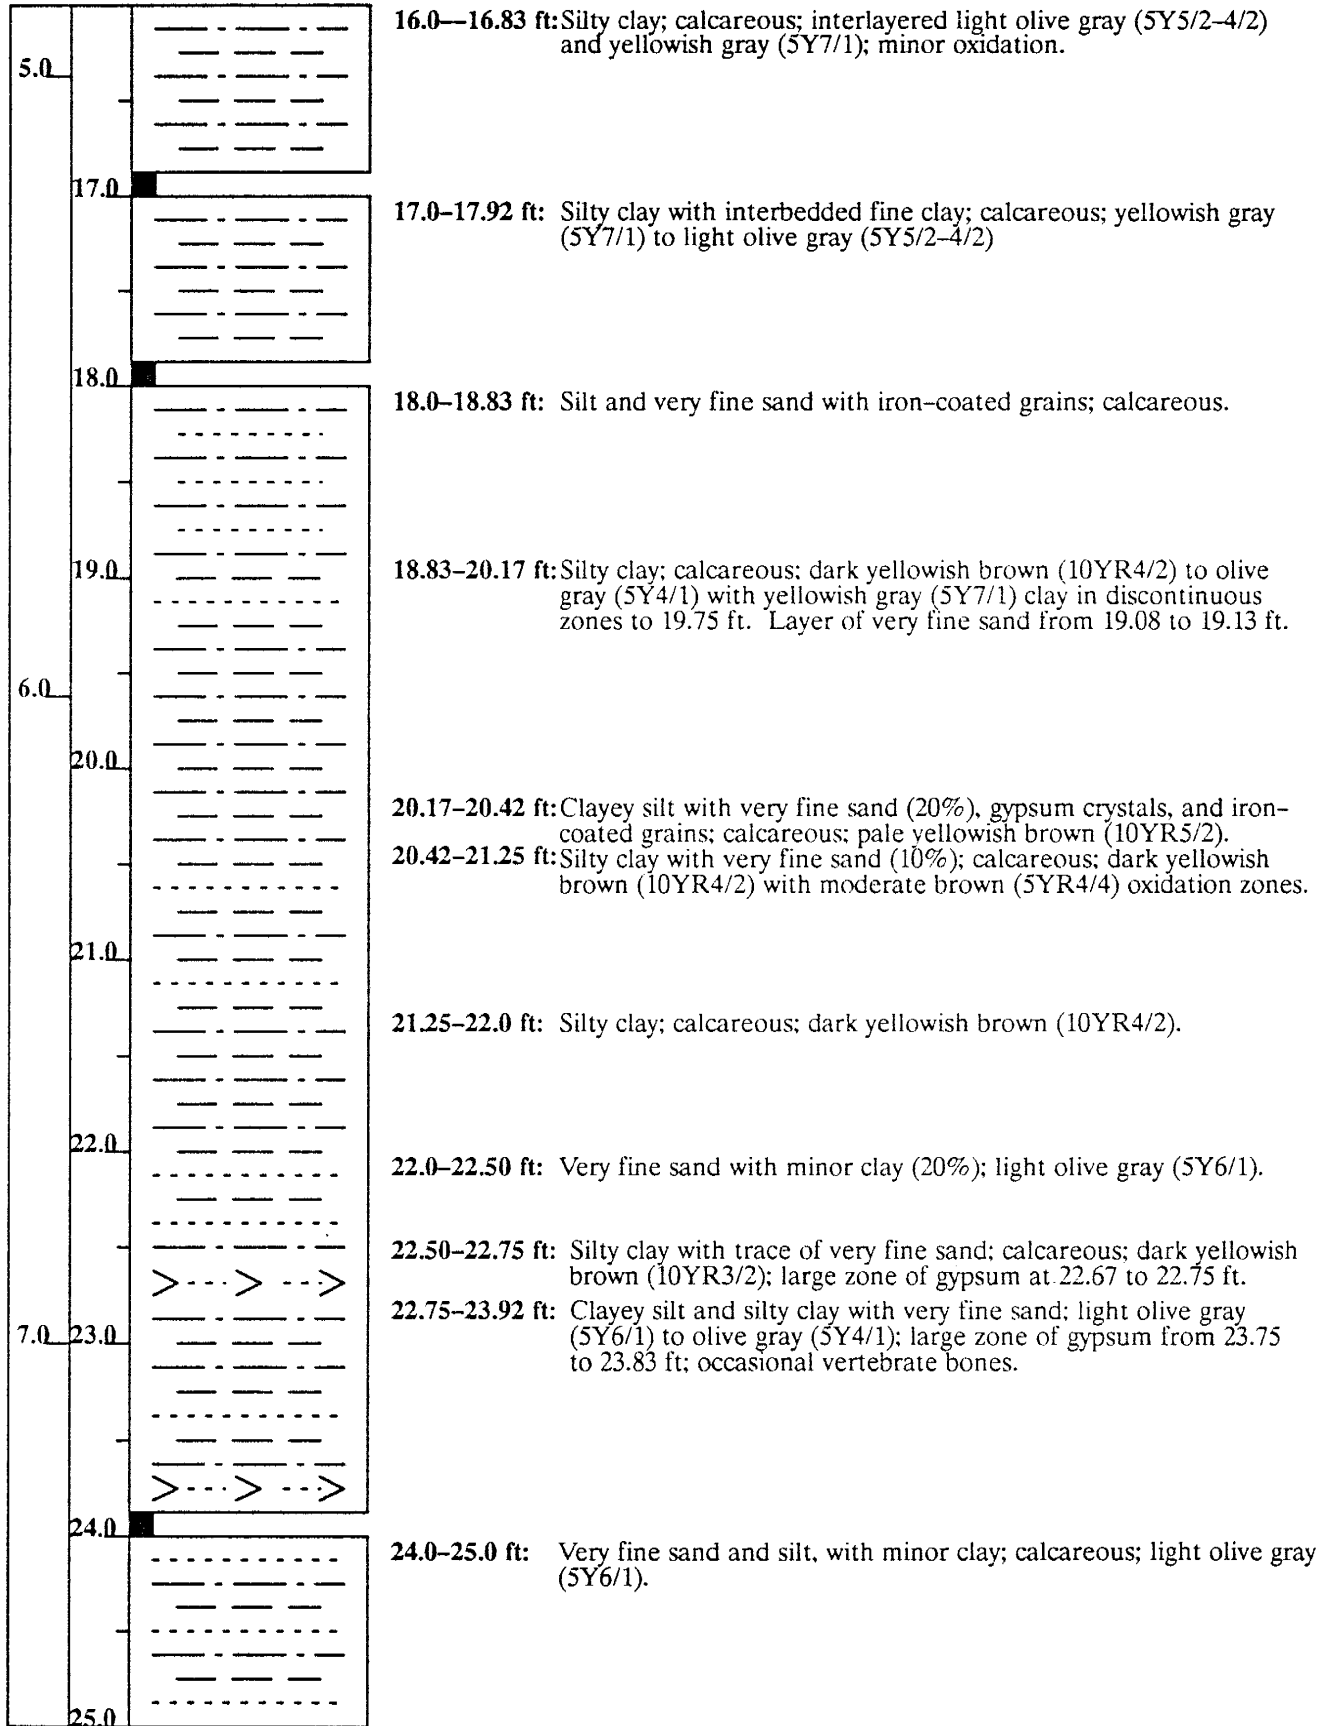 16.0—16.83 ft: Silty clay; calcareous; interlayered light olive gray (5Y5/2–4/2)
and yellowish gray (5Y7/1); minor oxidation.
5.0
17.0
17.0–17.92 ft: Silty clay with interbedded fine clay; calcareous; yellowish gray
(5Y7/1) to light olive gray (5Y5/2–4/2)
18.0
18.0–18.83 ft: Silt and very fine sand with iron–coated grains; calcareous.
19.0
18.83–20.17 ft: Silty clay; calcareous; dark yellowish brown (10YR4/2) to olive
gray (5Y4/1) with yellowish gray (5Y7/1) clay in discontinuous
zones to 19.75 ft. Layer of very fine sand from 19.08 to 19.13 ft.
6.0
20.0
20.17–20.42 ft: Clayey silt with very fine sand (20%), gypsum crystals, and iron–
coated grains; calcareous; pale yellowish brown (10YR5/2).
20.42–21.25 ft: Silty clay with very fine sand (10%); calcareous; dark yellowish
brown (10YR4/2) with moderate brown (5YR4/4) oxidation zones.
21.0
21.25–22.0 ft: Silty clay; calcareous; dark yellowish brown (10YR4/2).
22.0
22.0–22.50 ft: Very fine sand with minor clay (20%); light olive gray (5Y6/1).
22.50–22.75 ft: Silty clay with trace of very fine sand; calcareous; dark yellowish
brown (10YR3/2); large zone of gypsum at 22.67 to 22.75 ft.
22.75–23.92 ft: Clayey silt and silty clay with very fine sand; light olive gray
(5Y6/1) to olive gray (5Y4/1); large zone of gypsum from 23.75
to 23.83 ft; occasional vertebrate bones.
7.0 23.0
24.0
24.0–25.0 ft: Very fine sand and silt, with minor clay; calcareous; light olive gray
(5Y6/1).
25.0